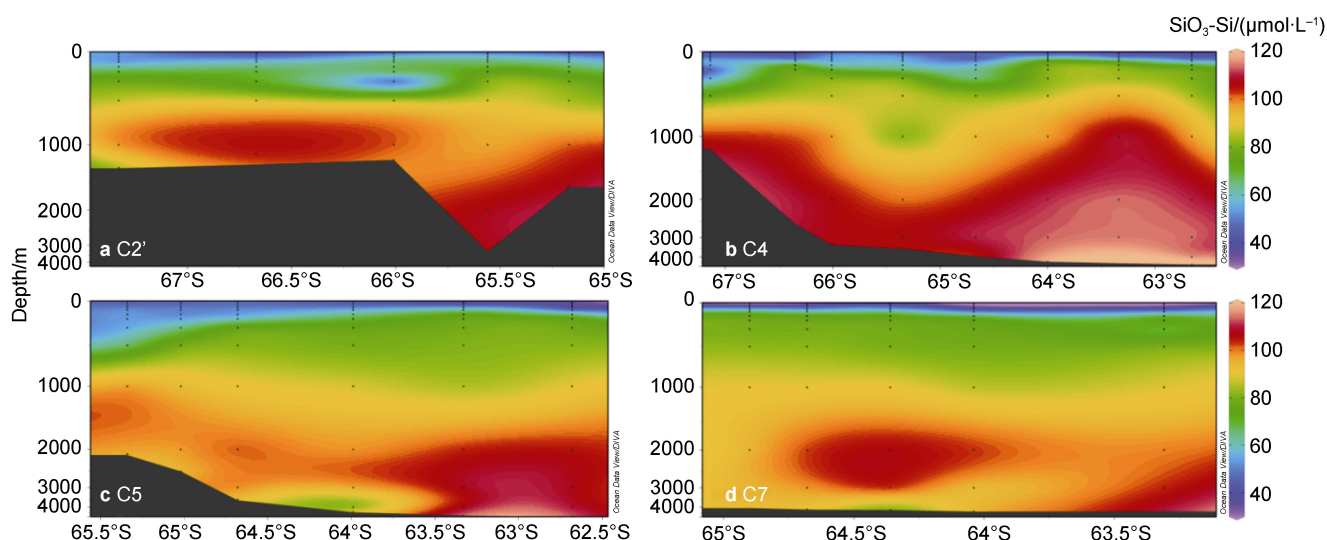 SiO₃-Si/(μmol·L⁻¹)
0
1000
2000
3000
4000
a C2’
Ocean Data View/DIVA
67°S 66.5°S 66°S 65.5°S 65°S
0
1000
2000
3000
4000
b C4
Ocean Data View/DIVA
67°S 66°S 65°S 64°S 63°S
120
100
80
60
40
Depth/m
0
1000
2000
3000
4000
c C5
Ocean Data View/DIVA
65.5°S 65°S 64.5°S 64°S 63.5°S 63°S 62.5°S
0
1000
2000
3000
4000
d C7
Ocean Data View/DIVA
65°S 64.5°S 64°S 63.5°S
120
100
80
60
40